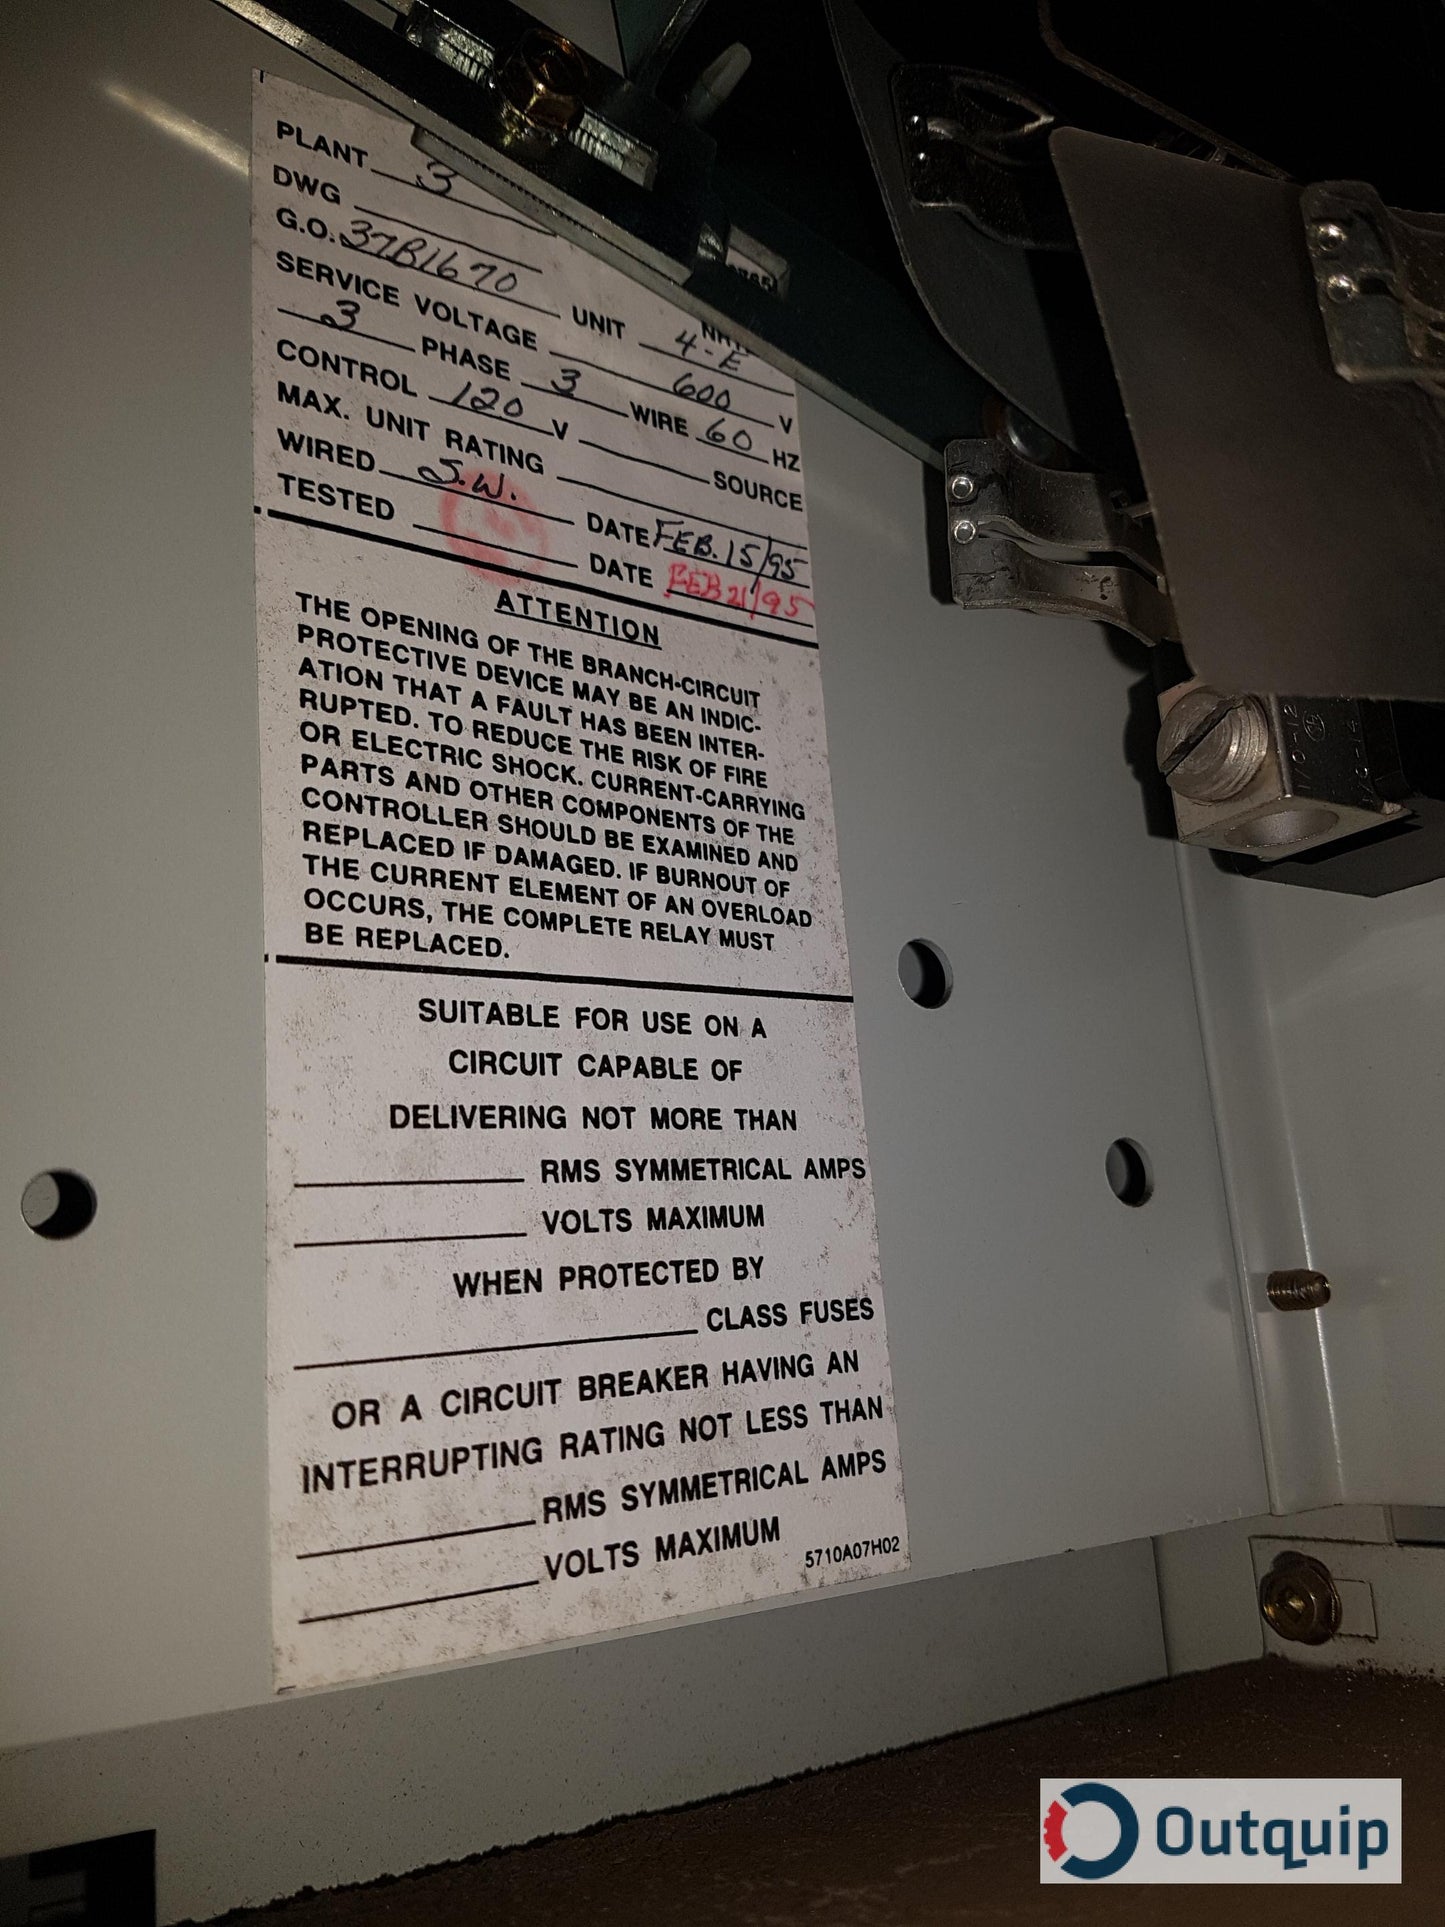 PLANT 3
DWG
G.O. 37B1670 UNIT 4-E
SERVICE VOLTAGE 600 V
3 PHASE 3 WIRE 60 HZ
CONTROL 120 V SOURCE
MAX. UNIT RATING
WIRED J.W. DATE FEB. 15/95
TESTED DATE FEB 21/95
ATTENTION
THE OPENING OF THE BRANCH-CIRCUIT
PROTECTIVE DEVICE MAY BE AN INDIC-
ATION THAT A FAULT HAS BEEN INTER-
RUPTED. TO REDUCE THE RISK OF FIRE
OR ELECTRIC SHOCK. CURRENT-CARRYING
PARTS AND OTHER COMPONENTS OF THE
CONTROLLER SHOULD BE EXAMINED AND
REPLACED IF DAMAGED. IF BURNOUT OF
THE CURRENT ELEMENT OF AN OVERLOAD
OCCURS, THE COMPLETE RELAY MUST
BE REPLACED.
SUITABLE FOR USE ON A
CIRCUIT CAPABLE OF
DELIVERING NOT MORE THAN
RMS SYMMETRICAL AMPS
VOLTS MAXIMUM
WHEN PROTECTED BY
CLASS FUSES
OR A CIRCUIT BREAKER HAVING AN
INTERRUPTING RATING NOT LESS THAN
RMS SYMMETRICAL AMPS
VOLTS MAXIMUM
5710A07H02
Outquip